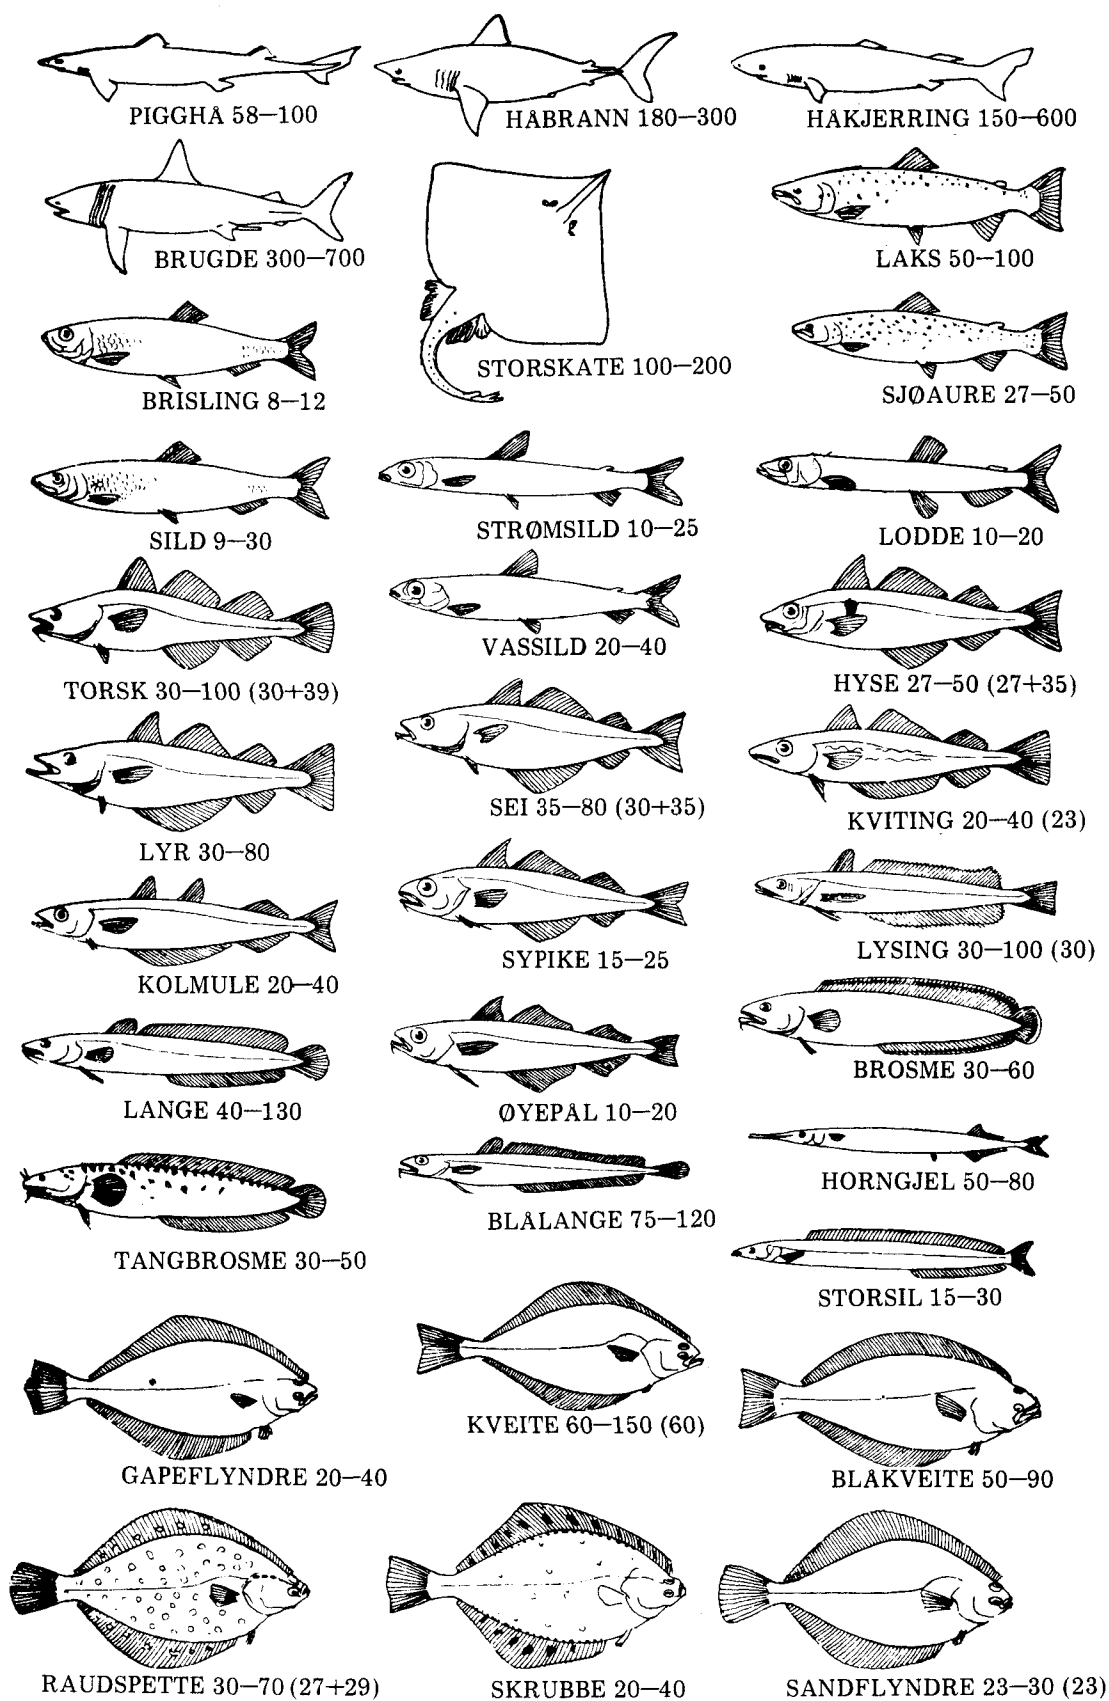 PIGGHÅ 58—100
HÅBRANN 180—300
HÅKJERRING 150—600
BRUGDE 300—700
LAKS 50—100
STORSKATE 100—200
BRISLING 8—12
SJØAURE 27—50
SILD 9—30
STRØMSILD 10—25
LODDE 10—20
VASSILD 20—40
TORSK 30—100 (30+39)
HYSE 27—50 (27+35)
SEI 35—80 (30+35)
KVITING 20—40 (23)
LYR 30—80
SYPIKE 15—25
LYSING 30—100 (30)
KOLMULE 20—40
BROSME 30—60
LANGE 40—130
ØYEPÅL 10—20
HORNGJEL 50—80
BLÅLANGE 75—120
TANGBROSME 30—50
STORSIL 15—30
KVEITE 60—150 (60)
GAPEFLYNDRE 20—40
BLÅKVEITE 50—90
RAUDSPETTE 30—70 (27+29)
SKRUBBE 20—40
SANDFLYNDRE 23—30 (23)